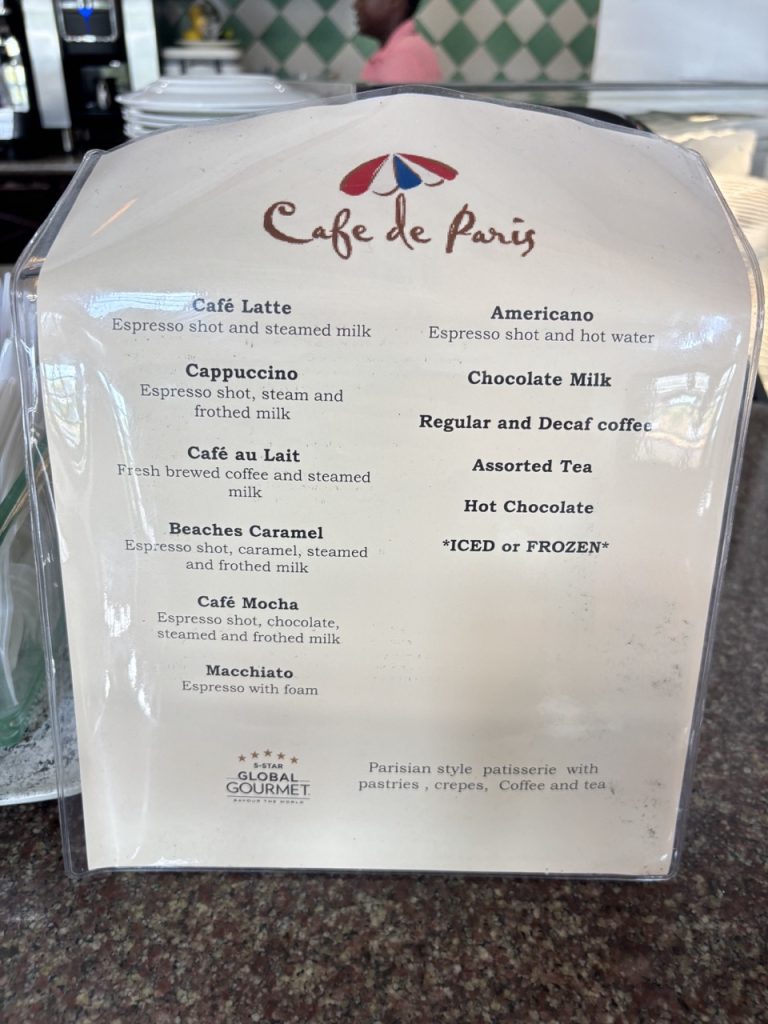 Cafe de Paris
Café Latte
Espresso shot and steamed milk
Cappuccino
Espresso shot, steam and
frothed milk
Café au Lait
Fresh brewed coffee and steamed
milk
Beaches Caramel
Espresso shot, caramel, steamed
and frothed milk
Café Mocha
Espresso shot, chocolate,
steamed and frothed milk
Macchiato
Espresso with foam
Americano
Espresso shot and hot water
Chocolate Milk
Regular and Decaf coffee
Assorted Tea
Hot Chocolate
*ICED or FROZEN*
5-STAR
GLOBAL
GOURMET
SAVOUR THE WORLD
Parisian style patisserie with
pastries , crepes, Coffee and tea